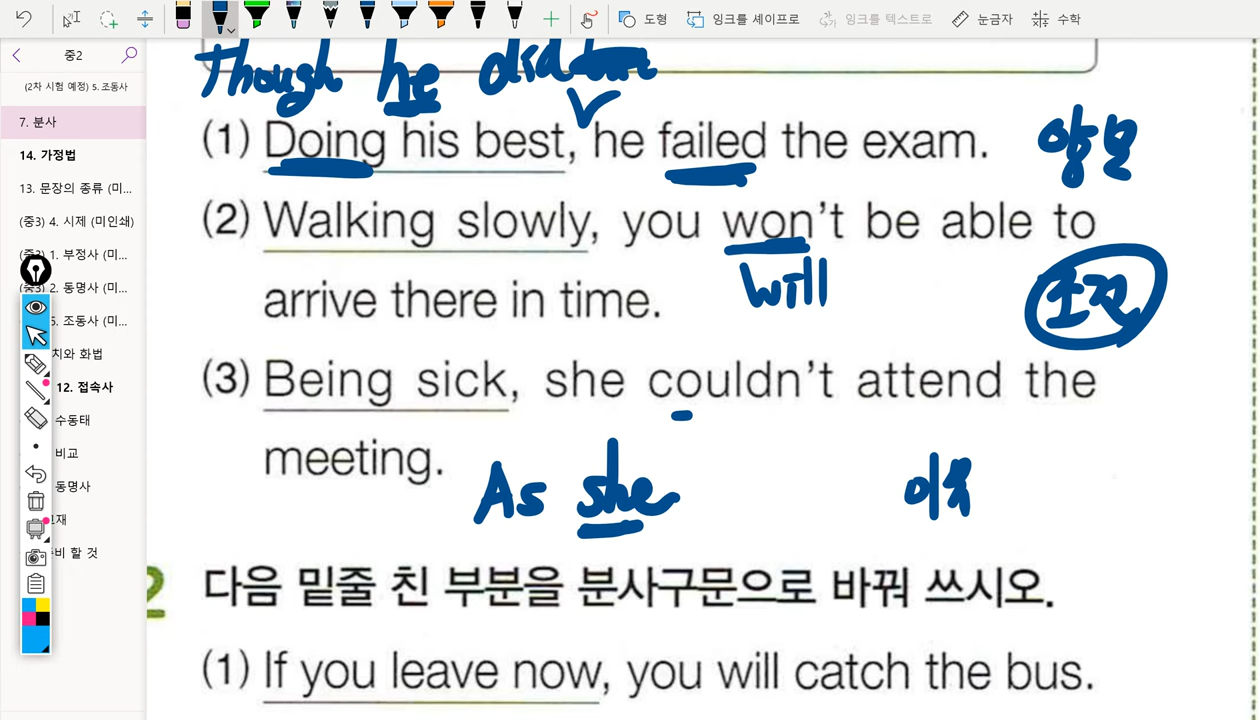 도형
잉크를 셰이프로
잉크를 텍스트로
눈금자
수학
중2
(2차 시험 예정) 5. 조동사
7. 분사
14. 가정법
13. 문장의 종류 (미...
(중3) 4. 시제 (미인쇄)
(중3) 1. 부정사 (미...
(중3) 2. 동명사 (미...
5. 조동사 (미...
치와 화법
12. 접속사
수동태
비교
동명사
비 할 것
Though he did
(1) Doing his best, he failed the exam.
양보
(2) Walking slowly, you won't be able to
will
arrive there in time.
조건
(3) Being sick, she couldn't attend the
meeting.
As she
이유
2 다음 밑줄 친 부분을 분사구문으로 바꿔 쓰시오.
(1) If you leave now, you will catch the bus.